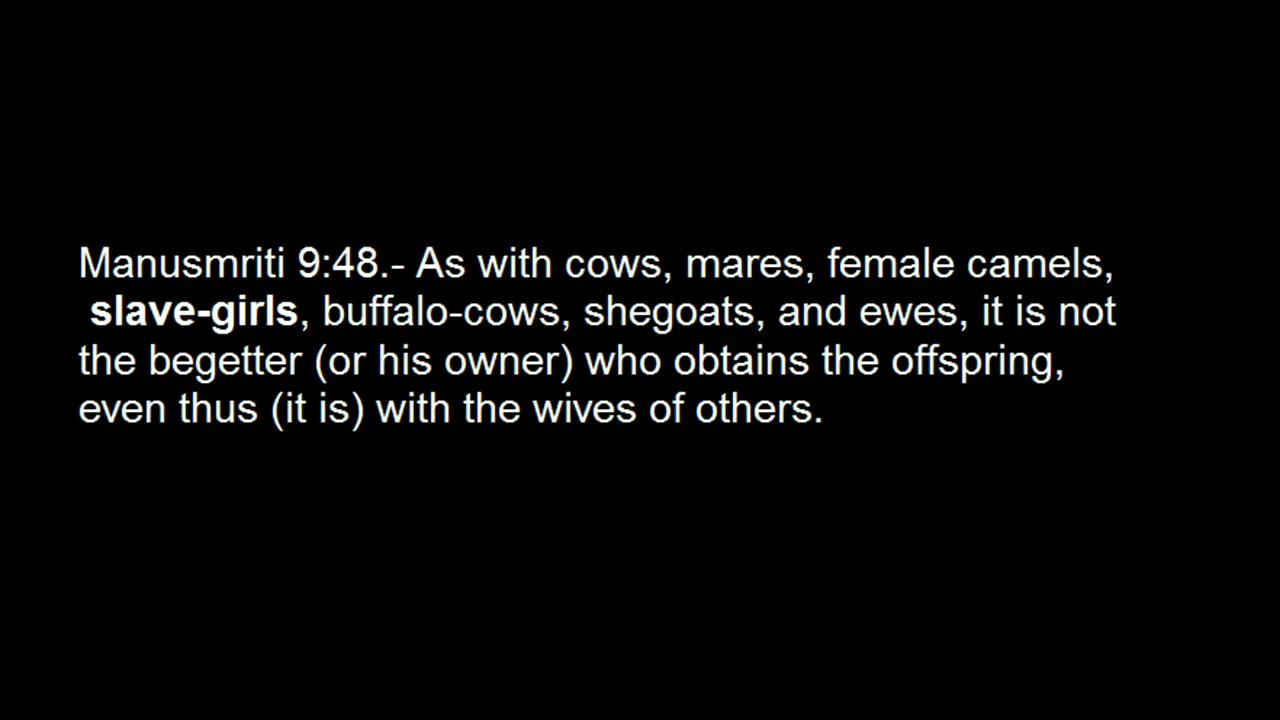 Manusmriti 9:48.- As with cows, mares, female camels,
slave-girls, buffalo-cows, shegoats, and ewes, it is not
the begetter (or his owner) who obtains the offspring,
even thus (it is) with the wives of others.